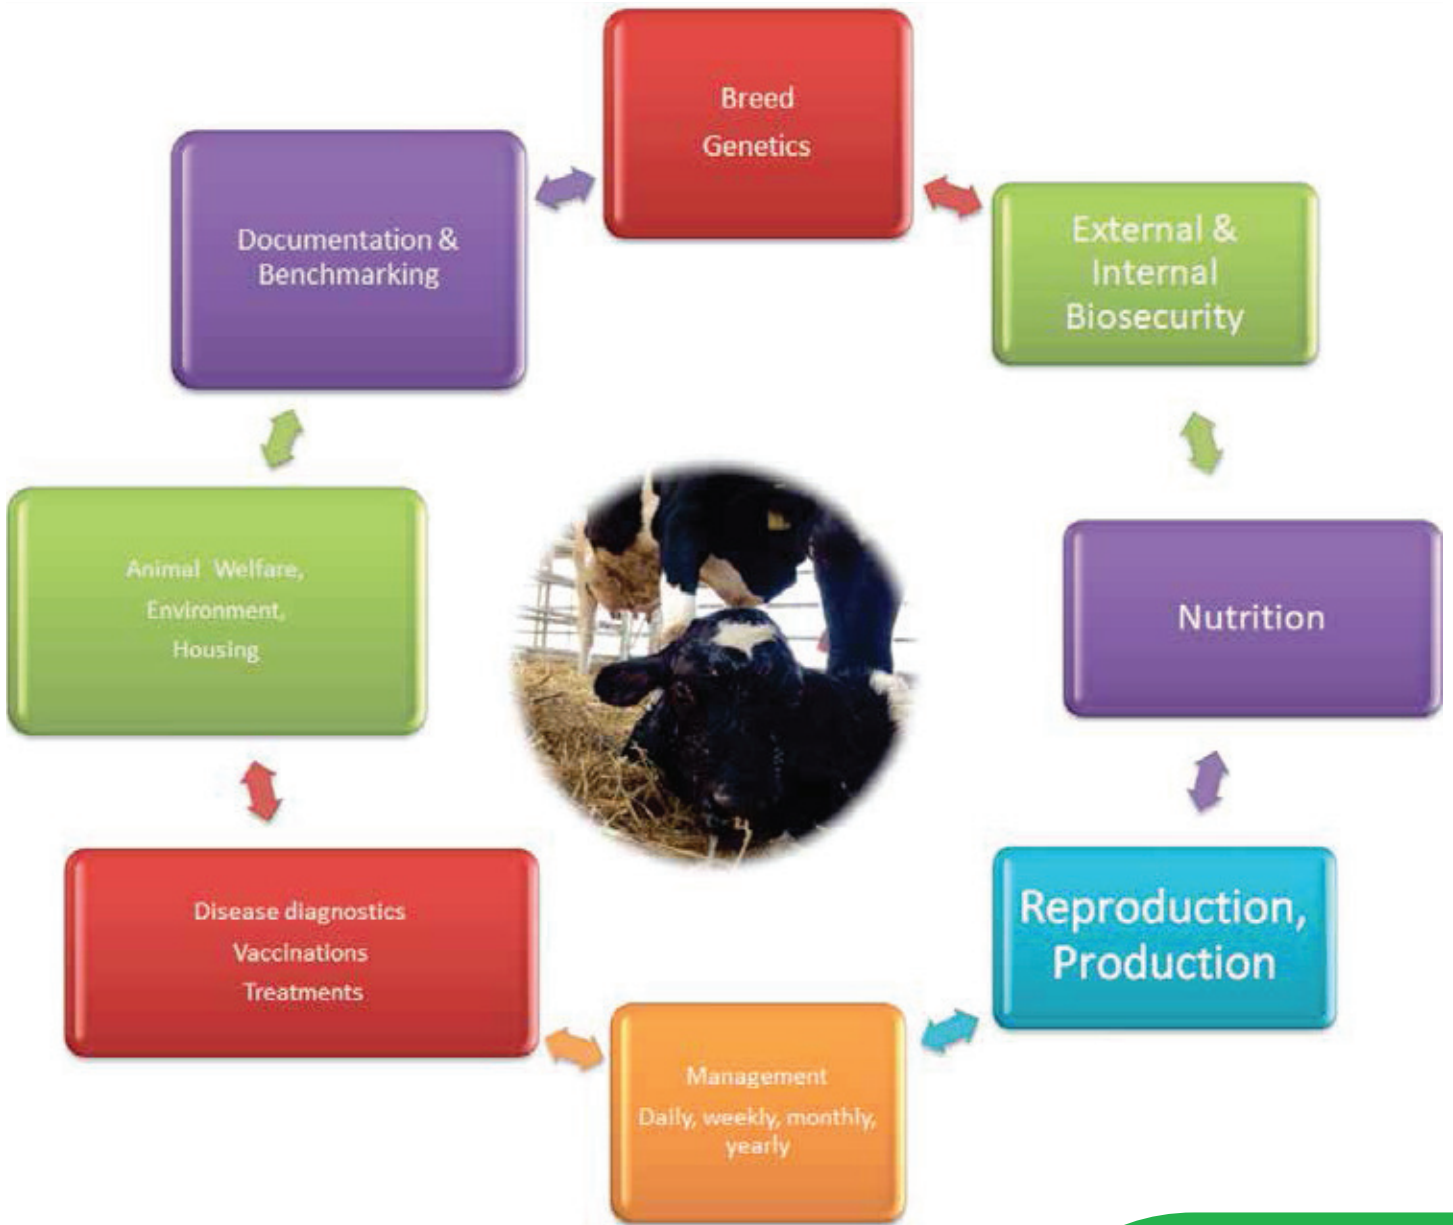 Breed
Genetics
External &
Internal
Biosecurity
Nutrition
Reproduction,
Production
Management
Daily, weekly, monthly,
yearly
Disease diagnostics
Vaccinations
Treatments
Animal Welfare,
Environment,
Housing
Documentation &
Benchmarking